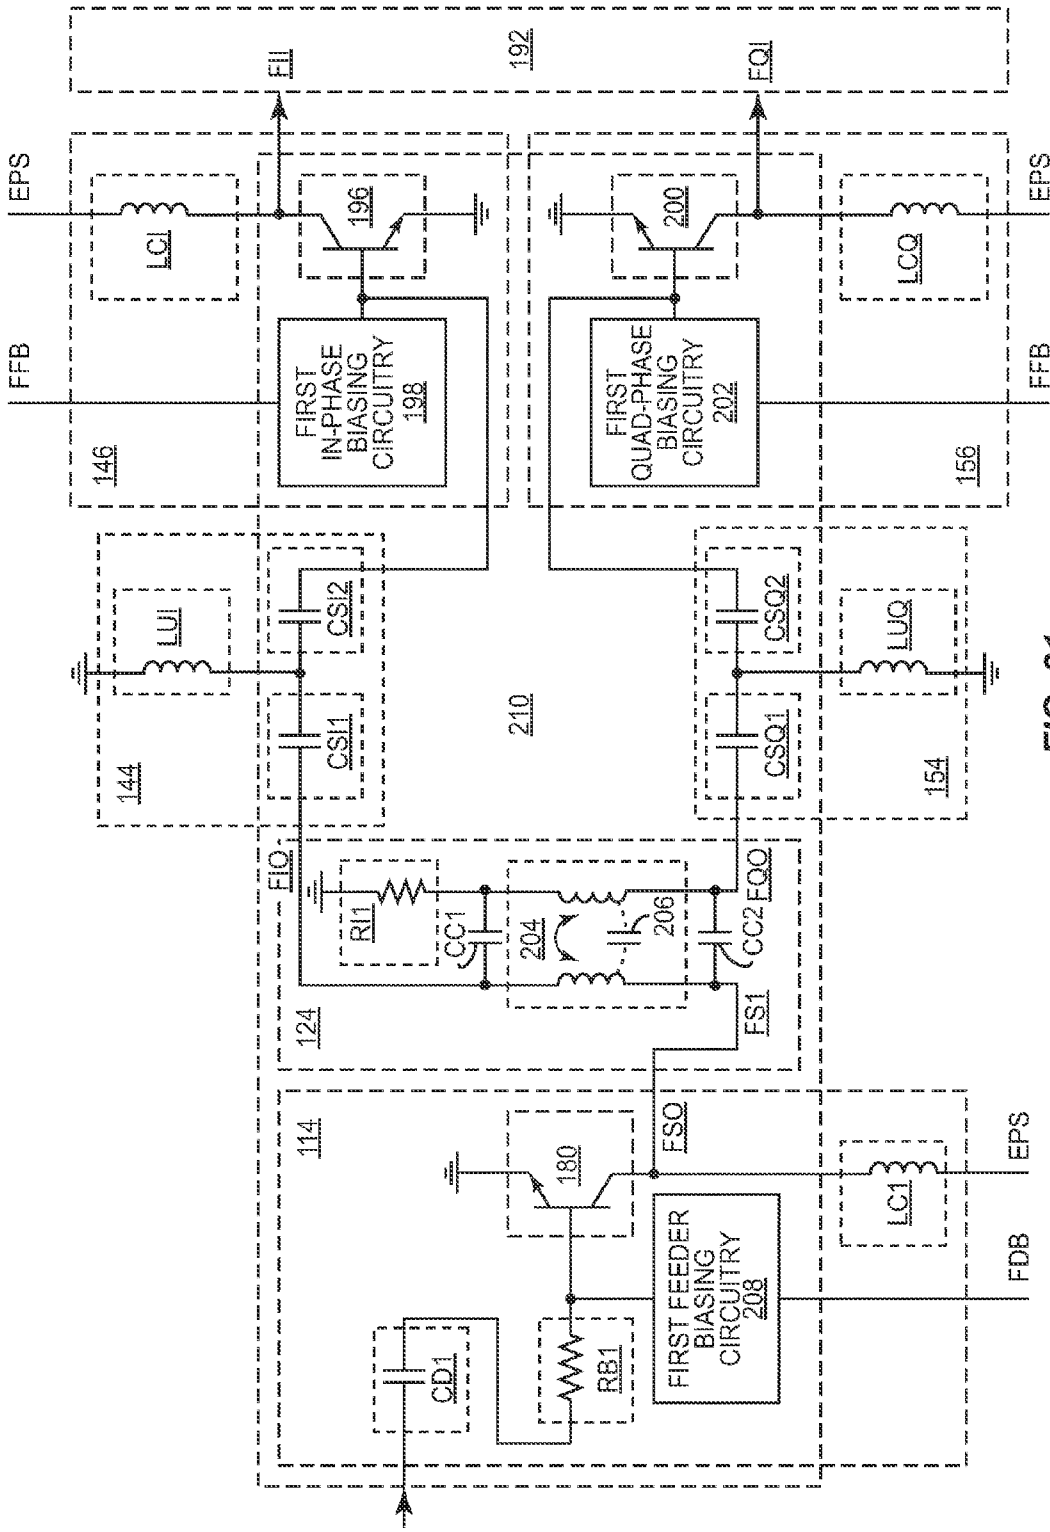 EPS
FFB
LCI
FII
192
196
FIRST
IN-PHASE
BIASING
CIRCUITRY
198
146
FQI
200
LCQ
EPS
FFB
FIRST
QUAD-PHASE
BIASING
CIRCUITRY
202
156
LUI
CSI2
CSI1
144
210
CSQ2
CSQ1
LUQ
154
FIO
RI1
CC1
204
206
CC2
FQO
124
FS1
114
180
FSO
LC1
EPS
FDB
FIRST FEEDER
BIASING
CIRCUITRY
208
RB1
CD1